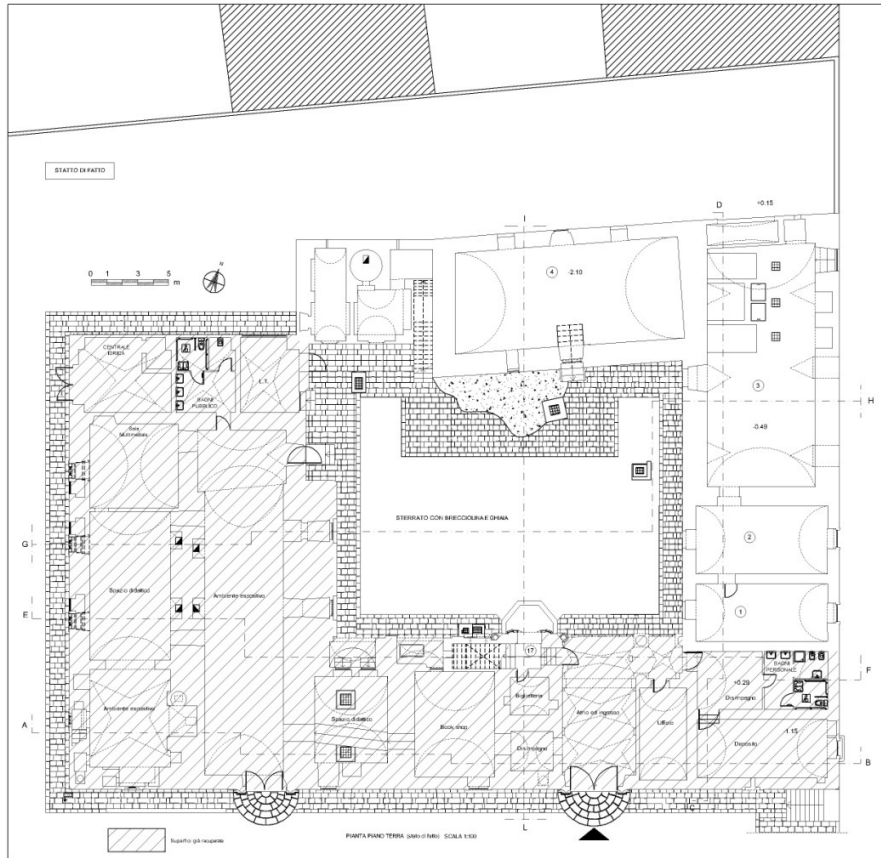 D
+0.15
I
STATTO DI FATTO
4
-2.10
0 1 3 5
m
N
3
H
-0.49
CENTRALE
IDRICA
BAGNI
PUBBLICO
L.T.
Sala
Multimediale
STERRATO CON BRECCIOLINA E GHIAIA
2
G
Spazio didattico
Ambiente espositivo
1
E
17
BAGNI
PERSONALE
F
+0.29
Disimpegno
Ambiente espositivo
Spazio didattico
Book shop
Biglietteria
Atrio ed ingresso
Ufficio
A
Disimpegno
Deposito
1.15
B
C
L
PIANTA PIANO TERRA (stato di fatto) SCALA 1:100
Superfici già recuperate